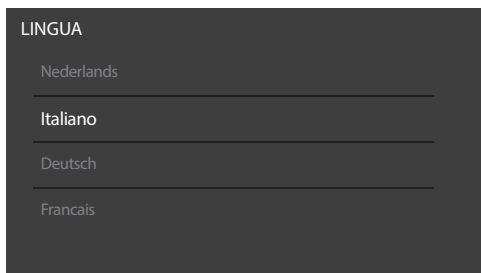 LINGUA
Nederlands
Italiano
Deutsch
Francais